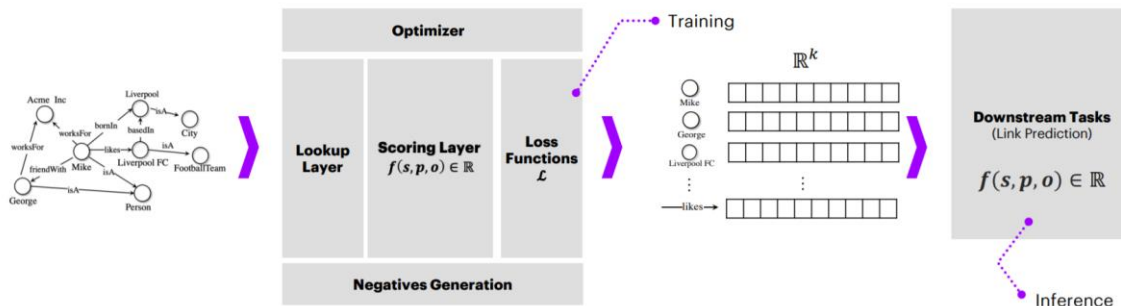 Acme Inc
Liverpool
isA
City
bornIn
basedIn
worksFor
worksFor
likes
isA
Mike
Liverpool FC
FootballTeam
friendWith
isA
George
isA
Person
Optimizer
Lookup
Layer
Scoring Layer
f(s, p, o) ∈ ℝ
Loss
Functions
ℒ
Negatives Generation
Training
ℝᵏ
Mike
George
Liverpool FC
⋮
⋮
likes
Downstream Tasks
(Link Prediction)
f(s, p, o) ∈ ℝ
Inference